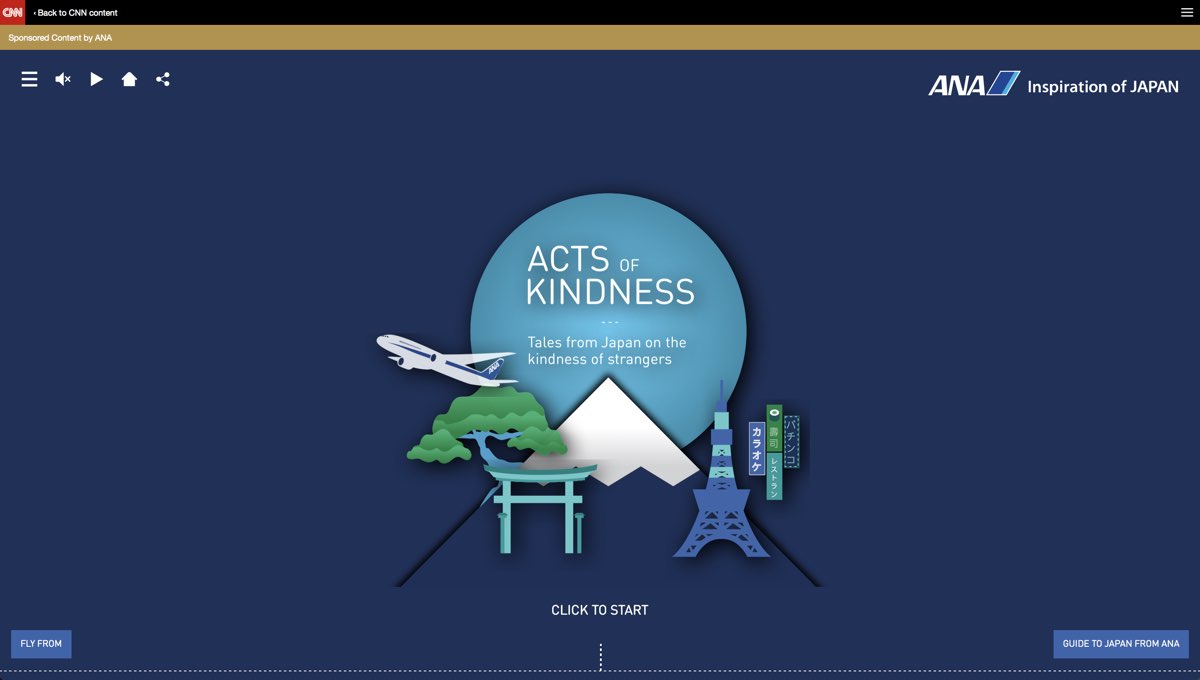 CNN
‹ Back to CNN content
Sponsored Content by ANA
ANA Inspiration of JAPAN
ACTS OF
KINDNESS
Tales from Japan on the
kindness of strangers
ANA
カラオケ
壽司
レストラン
パチンコ
CLICK TO START
FLY FROM
GUIDE TO JAPAN FROM ANA